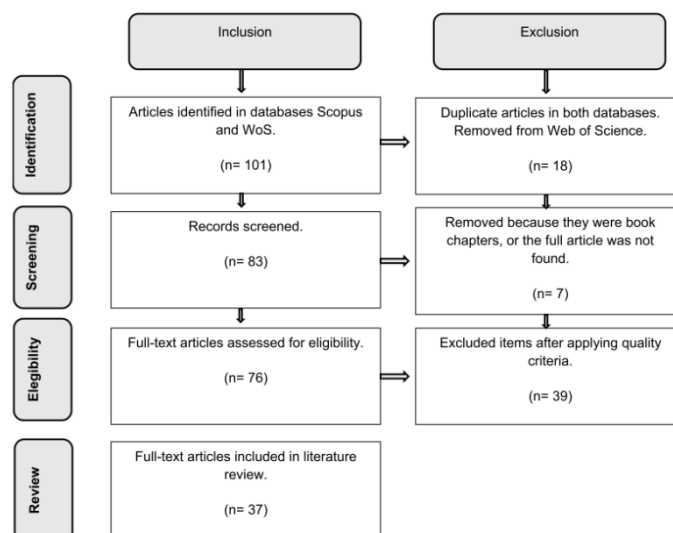 Inclusion
Exclusion
Identification
Articles identified in databases Scopus
and WoS.
(n= 101)
Duplicate articles in both databases.
Removed from Web of Science.
(n= 18)
Screening
Records screened.
(n= 83)
Removed because they were book
chapters, or the full article was not
found.
(n= 7)
Elegibility
Full-text articles assessed for eligibility.
(n= 76)
Excluded items after applying quality
criteria.
(n= 39)
Review
Full-text articles included in literature
review.
(n= 37)